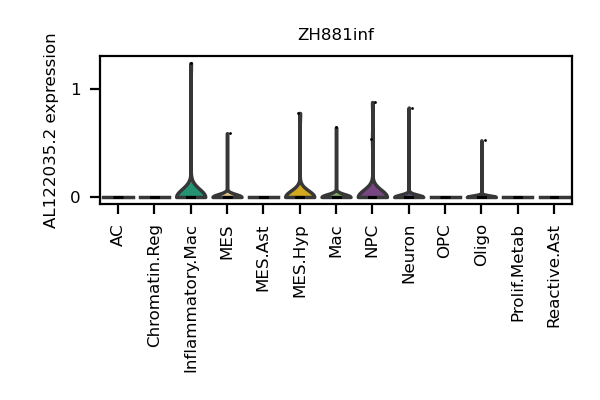 ZH881inf
AL122035.2 expression
1
0
AC
Chromatin.Reg
Inflammatory.Mac
MES
MES.Ast
MES.Hyp
Mac
NPC
Neuron
OPC
Oligo
Prolif.Metab
Reactive.Ast